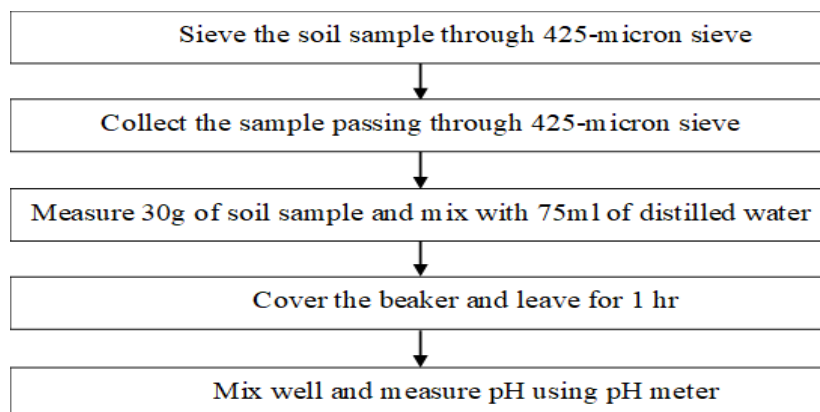 Sieve the soil sample through 425-micron sieve
Collect the sample passing through 425-micron sieve
Measure 30g of soil sample and mix with 75ml of distilled water
Cover the beaker and leave for 1 hr
Mix well and measure pH using pH meter